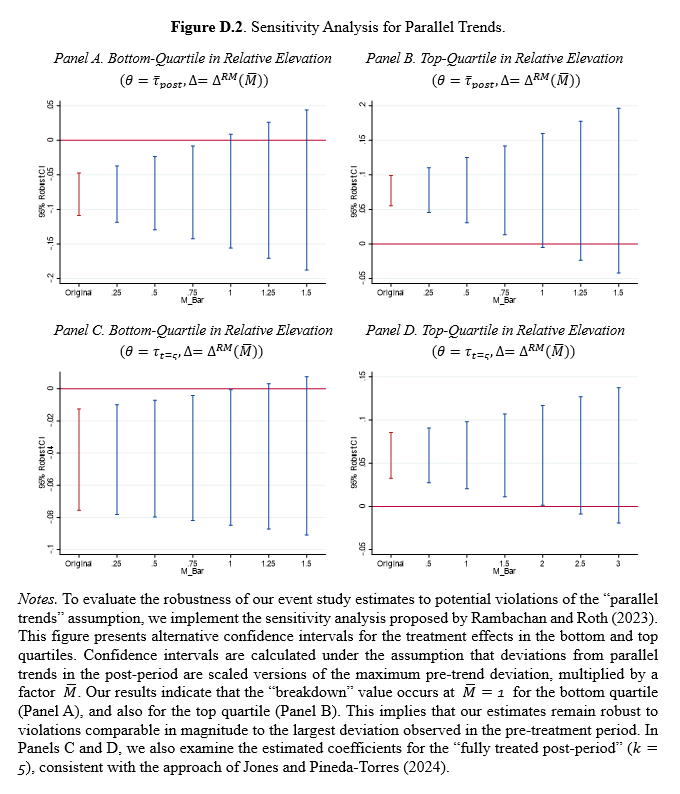 Figure D.2. Sensitivity Analysis for Parallel Trends.
Panel A. Bottom-Quartile in Relative Elevation
(θ = τ̄post, Δ= ΔRM(M̄))
Panel B. Top-Quartile in Relative Elevation
(θ = τ̄post, Δ= ΔRM(M̄))
95% Robust CI
.05
0
-.05
-.1
-.15
-.2
Original .25 .5 .75 1 1.25 1.5
M_Bar
95% Robust CI
.2
.15
.1
.05
0
-.05
Original .25 .5 .75 1 1.25 1.5
M_Bar
Panel C. Bottom-Quartile in Relative Elevation
(θ = τt=5, Δ= ΔRM(M̄))
Panel D. Top-Quartile in Relative Elevation
(θ = τt=5, Δ= ΔRM(M̄))
95% Robust CI
0
-.02
-.04
-.06
-.08
-.1
Original .25 .5 .75 1 1.25 1.5
M_Bar
95% Robust CI
.15
.1
.05
0
-.05
Original .5 1 1.5 2 2.5 3
M_Bar
Notes. To evaluate the robustness of our event study estimates to potential violations of the “parallel
trends” assumption, we implement the sensitivity analysis proposed by Rambachan and Roth (2023).
This figure presents alternative confidence intervals for the treatment effects in the bottom and top
quartiles. Confidence intervals are calculated under the assumption that deviations from parallel
trends in the post-period are scaled versions of the maximum pre-trend deviation, multiplied by a
factor M̄. Our results indicate that the “breakdown” value occurs at M̄ = 1 for the bottom quartile
(Panel A), and also for the top quartile (Panel B). This implies that our estimates remain robust to
violations comparable in magnitude to the largest deviation observed in the pre-treatment period. In
Panels C and D, we also examine the estimated coefficients for the “fully treated post-period” (k =
5), consistent with the approach of Jones and Pineda-Torres (2024).